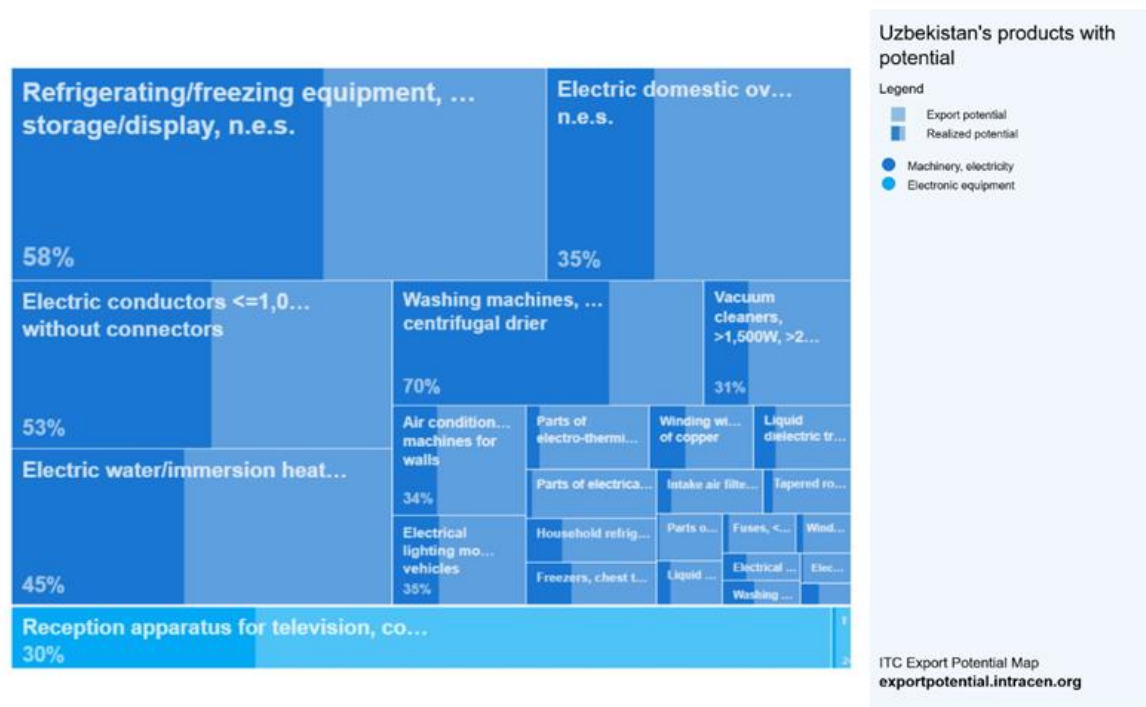 Uzbekistan's products with
potential
Legend
Export potential
Realized potential
Machinery, electricity
Electronic equipment
Refrigerating/freezing equipment, …
storage/display, n.e.s.
58%
Electric domestic ov…
n.e.s.
35%
Electric conductors <=1,0…
without connectors
53%
Washing machines, …
centrifugal drier
70%
Vacuum
cleaners,
>1,500W, >2…
31%
Electric water/immersion heat…
45%
Air condition…
machines for
walls
34%
Electrical
lighting mo…
vehicles
35%
Parts of
electro-thermi…
Winding wi…
of copper
Liquid
dielectric tr…
Parts of electrica…
Intake air filte…
Tapered ro…
Household refrig…
Parts o…
Fuses, <…
Wind…
Freezers, chest t…
Liquid …
Electrical …
Elec…
Washing …
Reception apparatus for television, co…
30%
ITC Export Potential Map
exportpotential.intracen.org